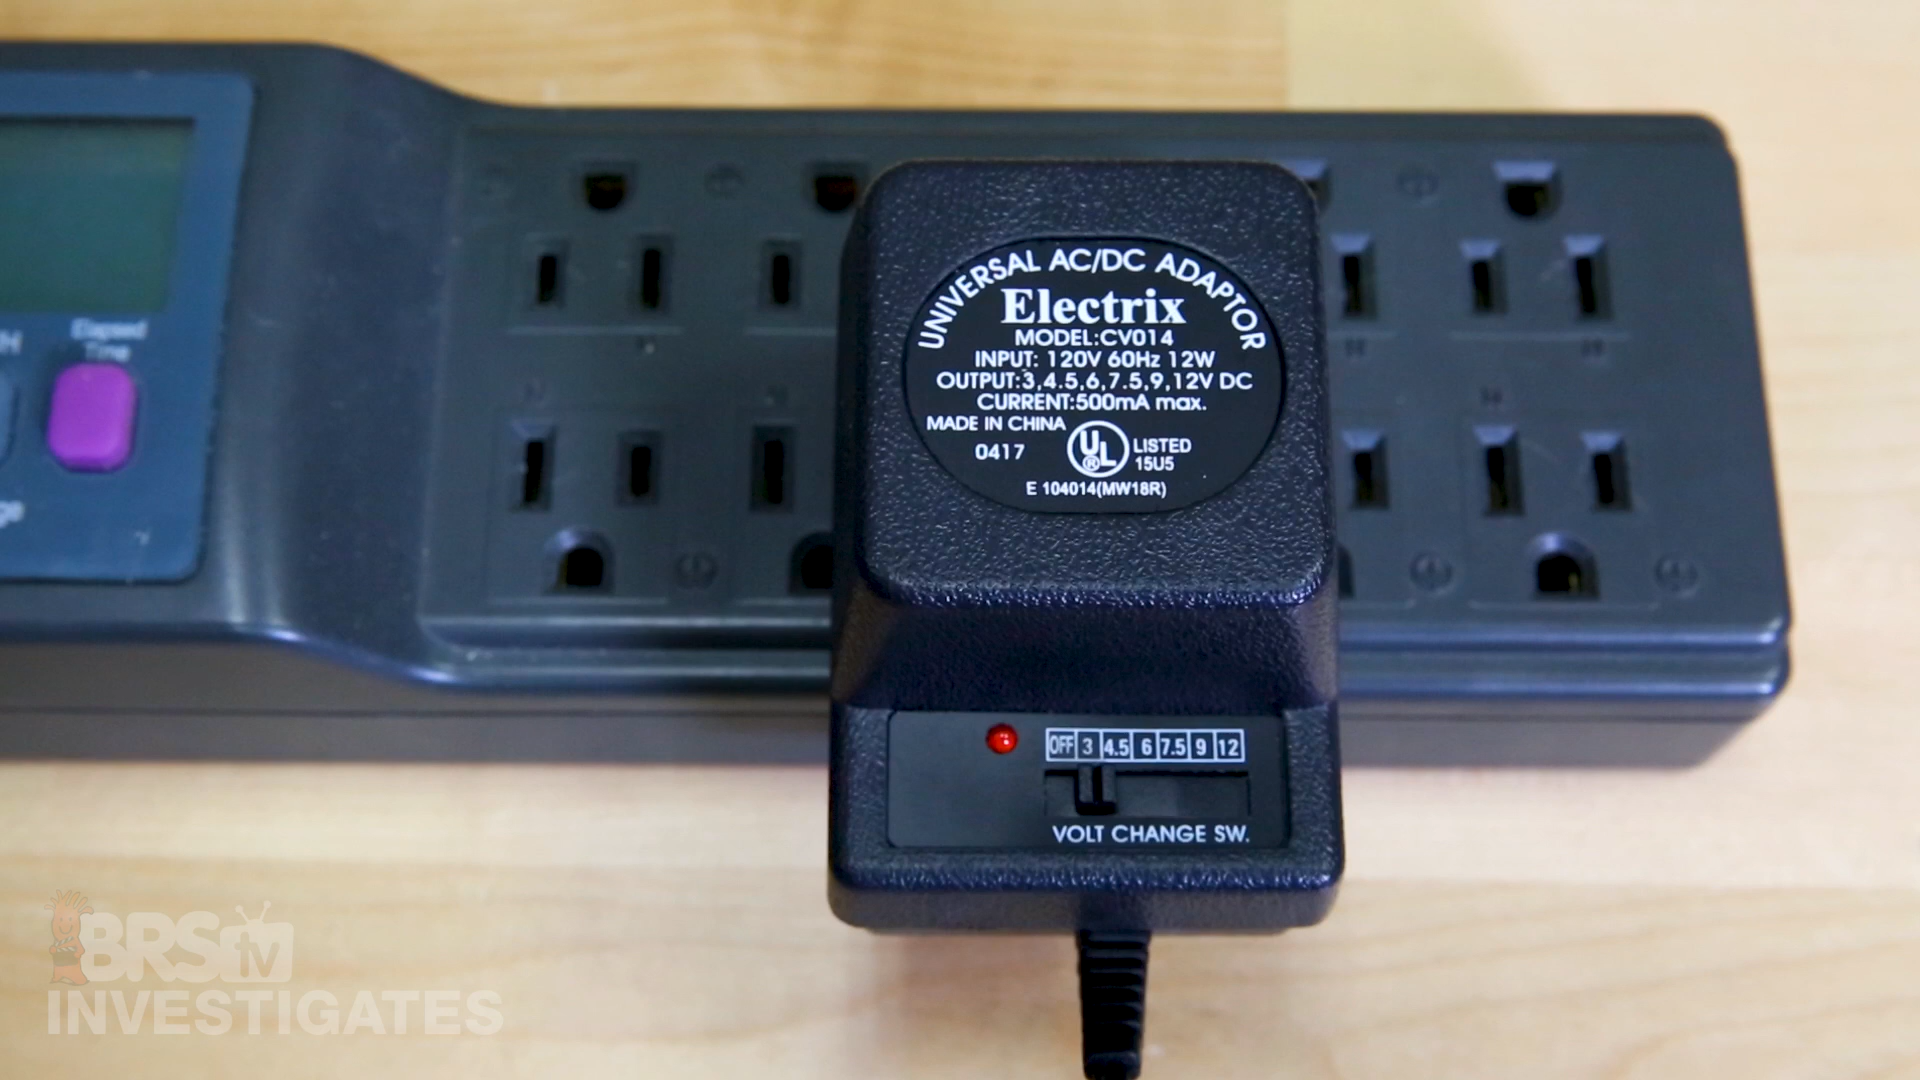 Elapsed
Time
UNIVERSAL AC/DC ADAPTOR
Electrix
MODEL:CV014
INPUT: 120V 60Hz 12W
OUTPUT:3,4.5,6,7.5,9,12V DC
CURRENT:500mA max.
MADE IN CHINA
0417
UL ® LISTED
15U5
E 104014(MW18R)
OFF 3 4.5 6 7.5 9 12
VOLT CHANGE SW.
BRStv
INVESTIGATES